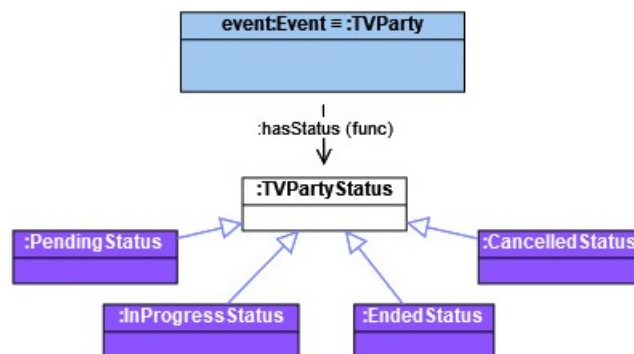 event:Event ≡ :TVParty
:hasStatus (func)
:TVPartyStatus
:PendingStatus
:CancelledStatus
:InProgressStatus
:EndedStatus